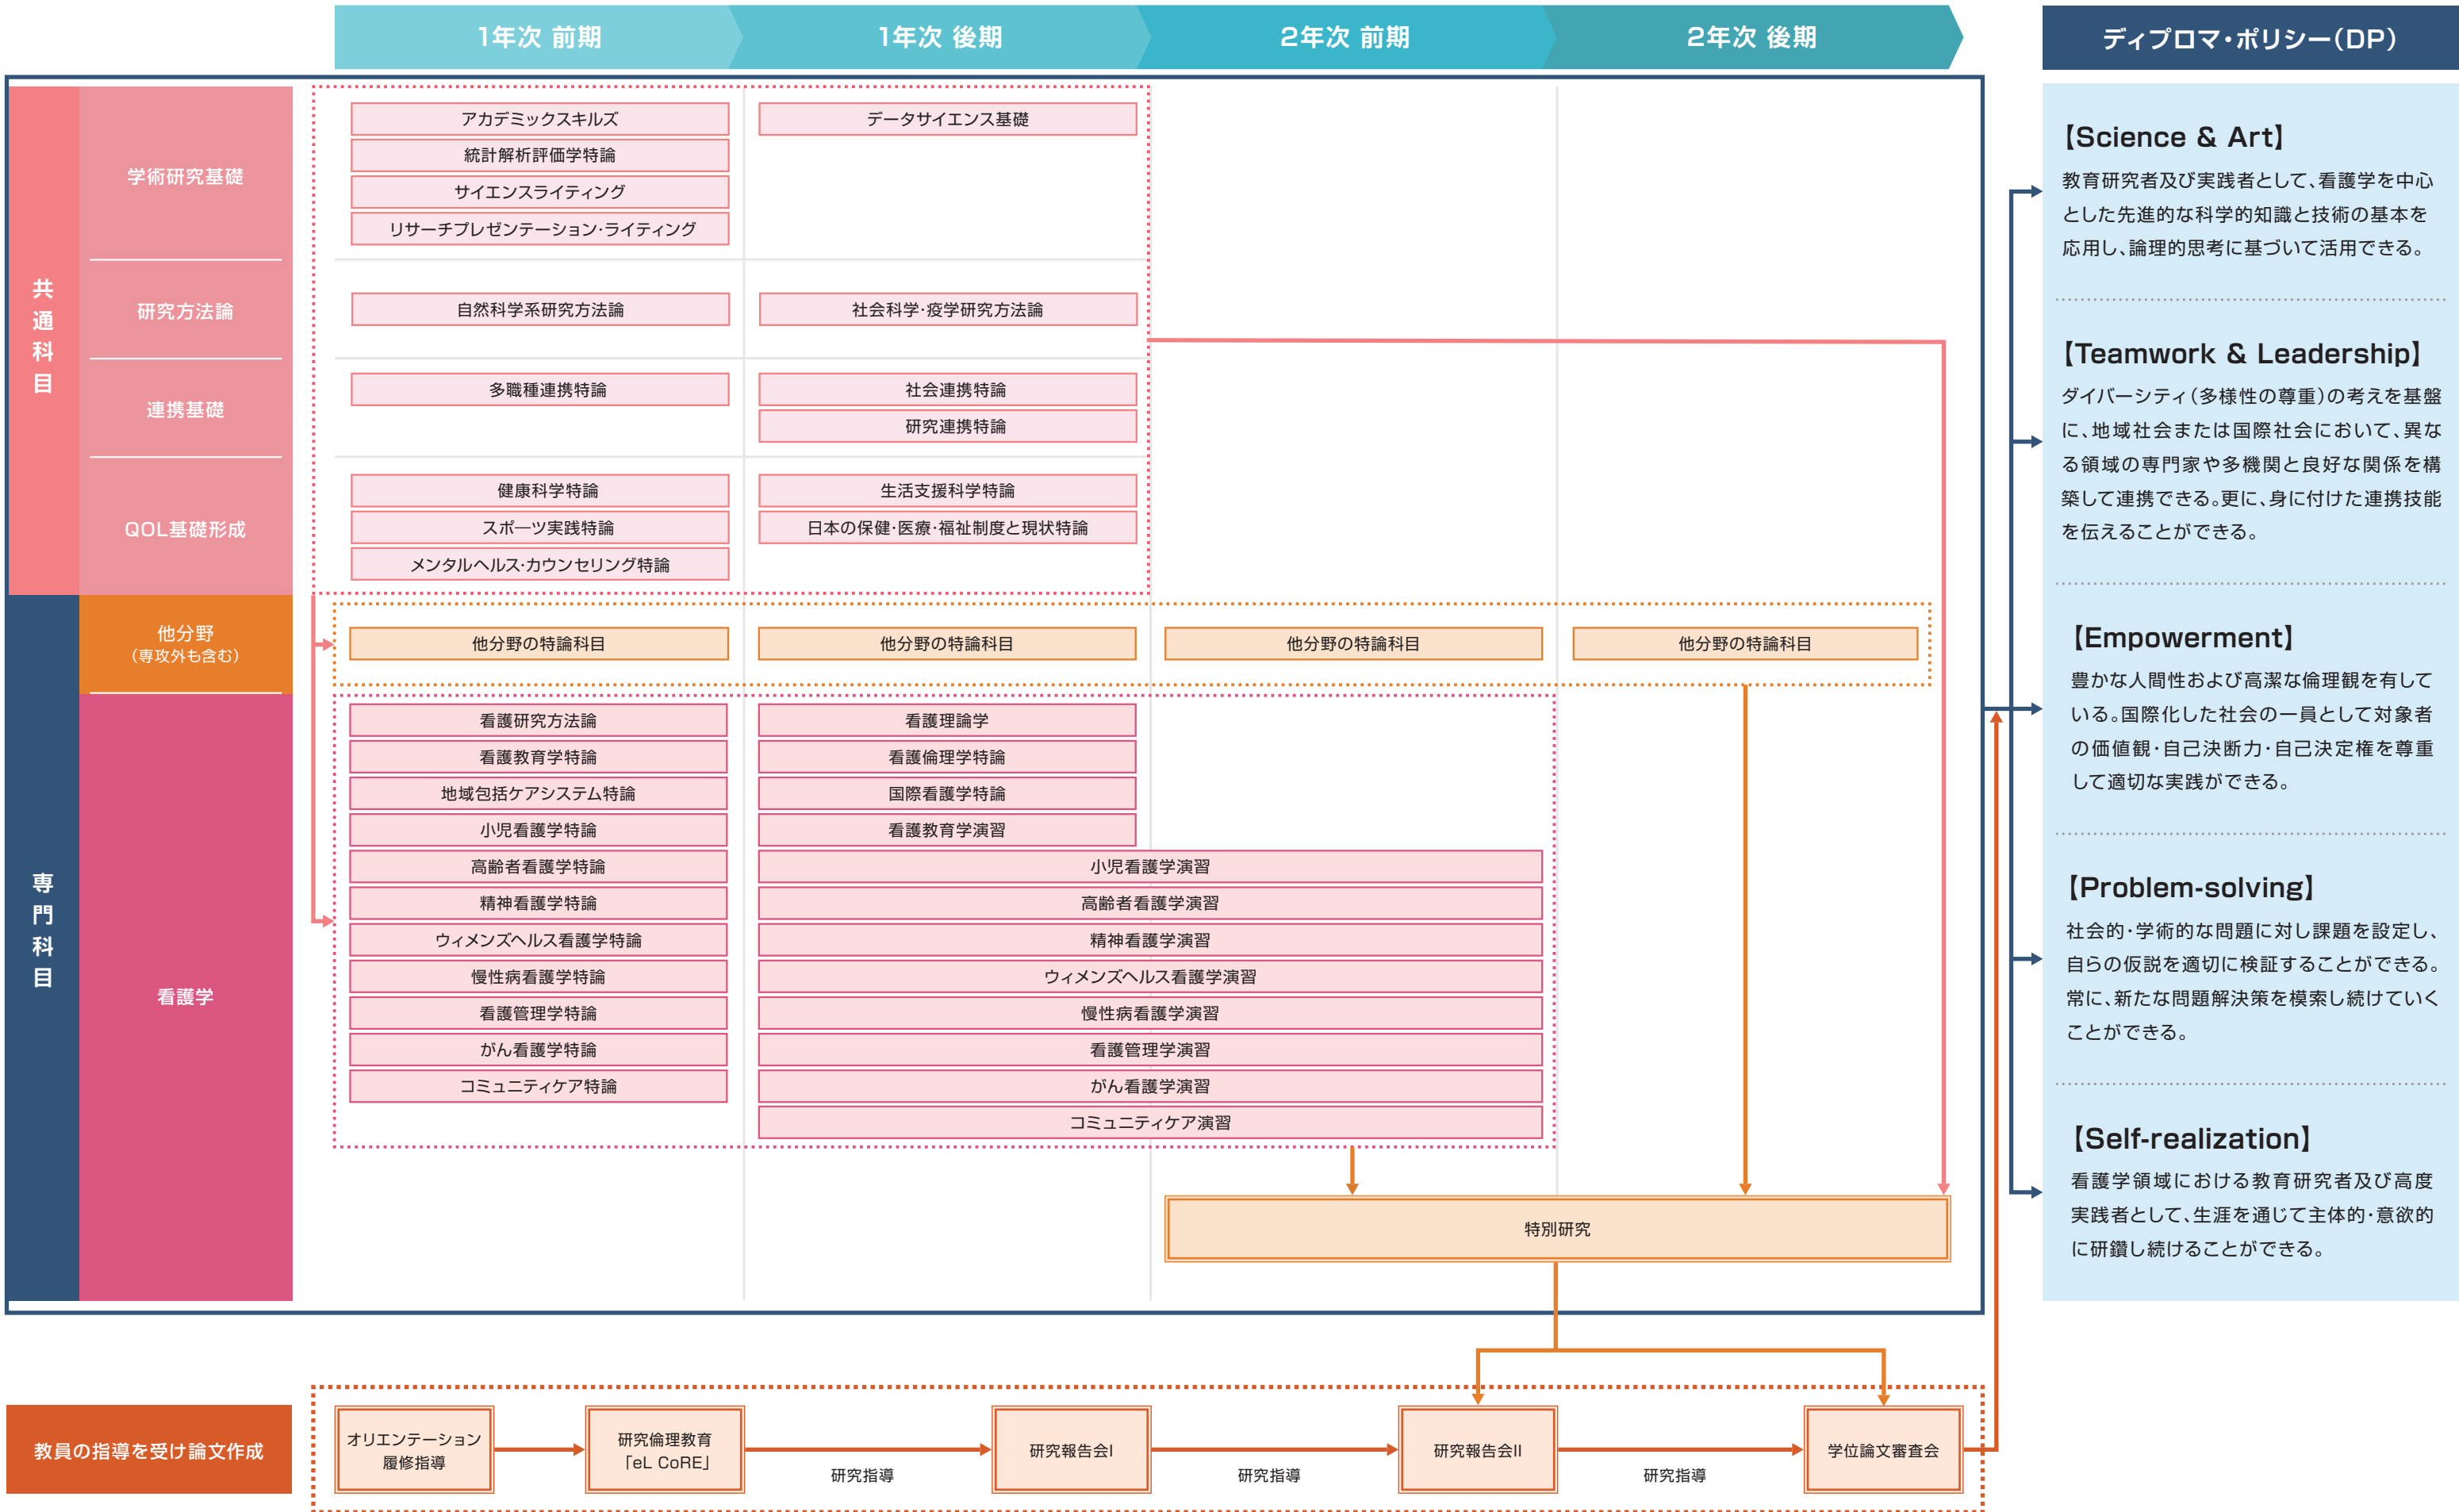 1年次 前期
1年次 後期
2年次 前期
2年次 後期
ディプロマ・ポリシー(DP)
共通科目
学術研究基礎
アカデミックスキルズ
データサイエンス基礎
統計解析評価学特論
サイエンスライティング
リサーチプレゼンテーション・ライティング
研究方法論
自然科学系研究方法論
社会科学・疫学研究方法論
連携基礎
多職種連携特論
社会連携特論
研究連携特論
QOL基礎形成
健康科学特論
生活支援科学特論
スポーツ実践特論
日本の保健・医療・福祉制度と現状特論
メンタルヘルス・カウンセリング特論
専門科目
他分野
(専攻外も含む)
他分野の特論科目
他分野の特論科目
他分野の特論科目
他分野の特論科目
看護学
看護研究方法論
看護理論学
看護教育学特論
看護倫理学特論
地域包括ケアシステム特論
国際看護学特論
小児看護学特論
看護教育学演習
高齢者看護学特論
小児看護学演習
精神看護学特論
高齢者看護学演習
ウィメンズヘルス看護学特論
精神看護学演習
慢性病看護学特論
ウィメンズヘルス看護学演習
看護管理学特論
慢性病看護学演習
がん看護学特論
看護管理学演習
コミュニティケア特論
がん看護学演習
コミュニティケア演習
特別研究
【Science & Art】
教育研究者及び実践者として、看護学を中心
とした先進的な科学的知識と技術の基本を
応用し、論理的思考に基づいて活用できる。
【Teamwork & Leadership】
ダイバーシティ(多様性の尊重)の考えを基盤
に、地域社会または国際社会において、異な
る領域の専門家や多機関と良好な関係を構
築して連携できる。更に、身に付けた連携技能
を伝えることができる。
【Empowerment】
豊かな人間性および高潔な倫理観を有して
いる。国際化した社会の一員として対象者
の価値観・自己決断力・自己決定権を尊重
して適切な実践ができる。
【Problem-solving】
社会的・学術的な問題に対し課題を設定し、
自らの仮説を適切に検証することができる。
常に、新たな問題解決策を模索し続けていく
ことができる。
【Self-realization】
看護学領域における教育研究者及び高度
実践者として、生涯を通じて主体的・意欲的
に研鑽し続けることができる。
教員の指導を受け論文作成
オリエンテーション
履修指導
研究倫理教育
「eL CoRE」
研究指導
研究報告会I
研究指導
研究報告会II
研究指導
学位論文審査会